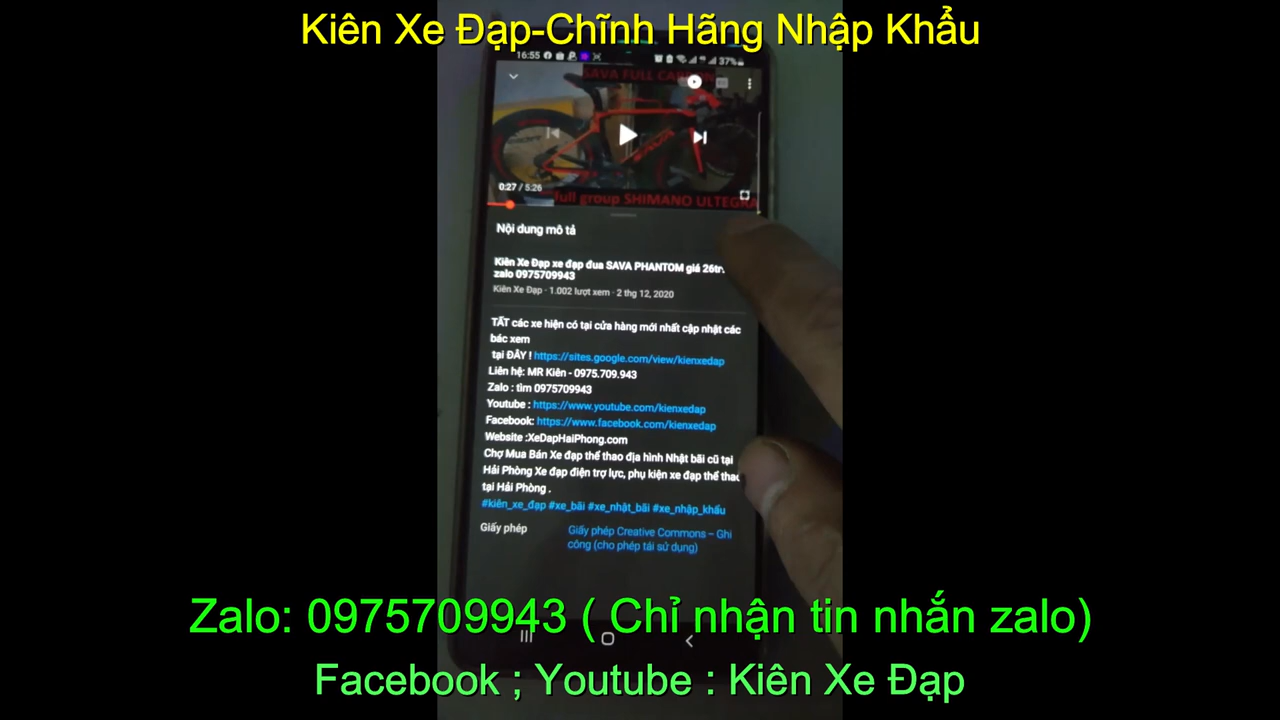 Kiên Xe Đạp-Chĩnh Hãng Nhập Khẩu
16:55
37%
SAVA FULL CARBON
0:27 / 5:26
full group SHIMANO ULTEGRA
Nội dung mô tả
Kiên Xe Đạp xe đạp đua SAVA PHANTOM giá 26tr.
zalo 0975709943
Kiên Xe Đạp · 1.002 lượt xem · 2 thg 12, 2020
TẤT các xe hiện có tại cửa hàng mới nhất cập nhật các
bác xem
tại ĐÂY ! https://sites.google.com/view/kienxedap
Liên hệ: MR Kiên - 0975.709.943
Zalo : tìm 0975709943
Youtube : https://www.youtube.com/kienxedap
Facebook: https://www.facebook.com/kienxedap
Website :XeDapHaiPhong.com
Chợ Mua Bán Xe đạp thể thao địa hình Nhật bãi cũ tại
Hải Phòng Xe đạp điện trợ lực, phụ kiện xe đạp thể thao
tại Hải Phòng .
#kiên_xe_đạp #xe_bãi #xe_nhật_bãi #xe_nhập_khẩu
Giấy phép
Giấy phép Creative Commons – Ghi
công (cho phép tái sử dụng)
Zalo: 0975709943 ( Chỉ nhận tin nhắn zalo)
Facebook ; Youtube : Kiên Xe Đạp